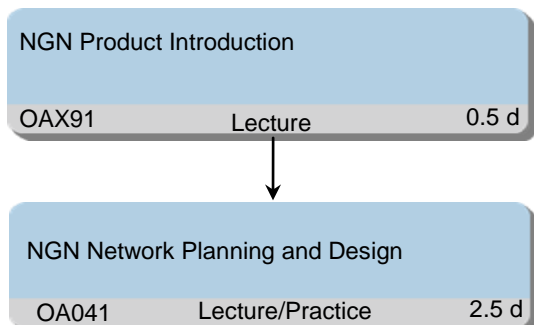 NGN Product Introduction
OAX91 Lecture 0.5 d
NGN Network Planning and Design
OA041 Lecture/Practice 2.5 d